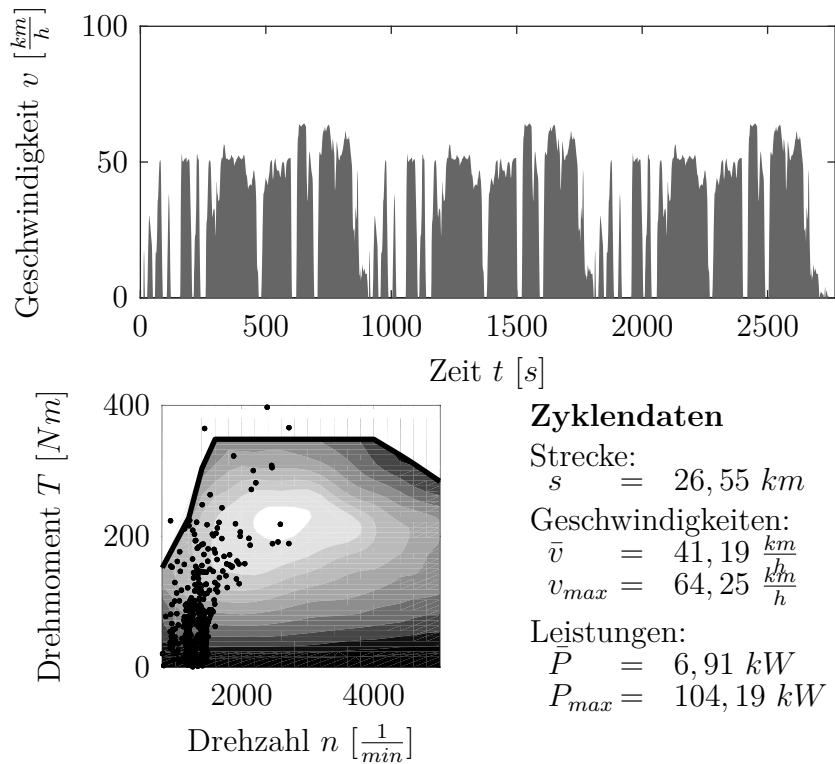 100
50
0
Geschwindigkeit v [km/h]
0 500 1000 1500 2000 2500
Zeit t [s]
400
200
0
Drehmoment T [Nm]
2000 4000
Drehzahl n [1/min]
Zyklendaten
Strecke:
s = 26,55 km
Geschwindigkeiten:
v̄ = 41,19 km/h
v_max = 64,25 km/h
Leistungen:
P̄ = 6,91 kW
P_max = 104,19 kW